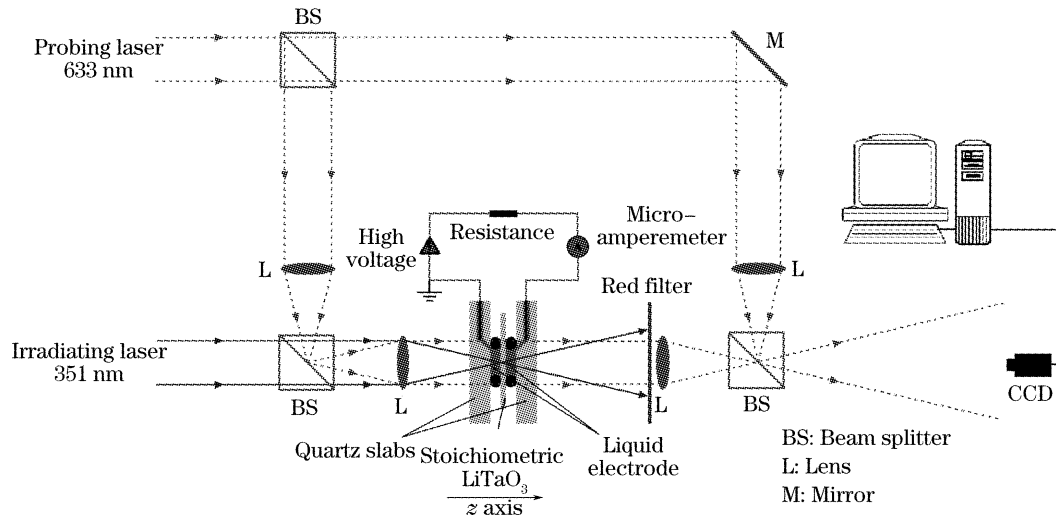 BS
Probing laser
633 nm
M
High
voltage
Resistance
Micro-
amperemeter
L
L
Red filter
Irradiating laser
351 nm
BS
L
L
BS
CCD
Quartz slabs
Stoichiometric
LiTaO₃
z axis
Liquid
electrode
BS: Beam splitter
L: Lens
M: Mirror